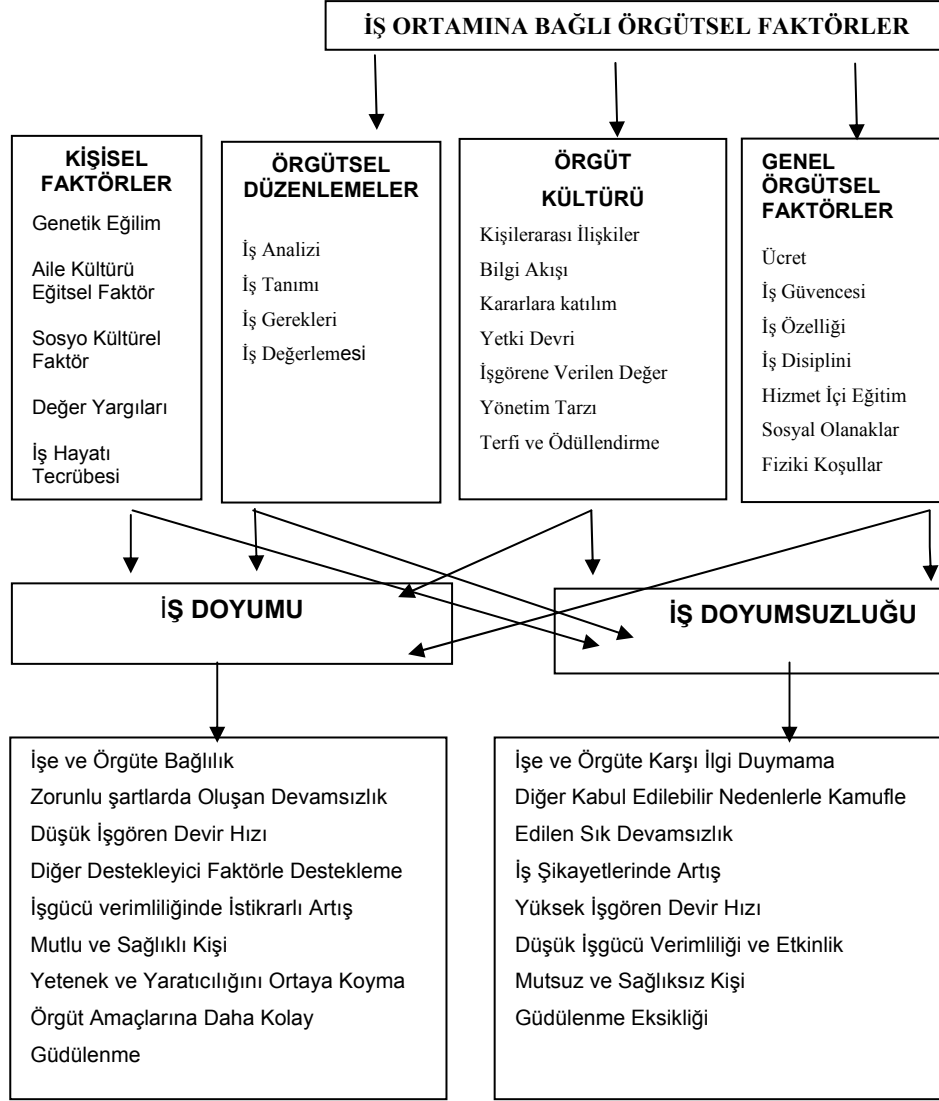 İŞ ORTAMINA BAĞLI ÖRGÜTSEL FAKTÖRLER
KİŞİSEL
FAKTÖRLER
Genetik Eğilim
Aile Kültürü
Eğitsel Faktör
Sosyo Kültürel
Faktör
Değer Yargıları
İş Hayatı
Tecrübesi
ÖRGÜTSEL
DÜZENLEMELER
İş Analizi
İş Tanımı
İş Gerekleri
İş Değerlemesi
ÖRGÜT
KÜLTÜRÜ
Kişilerarası İlişkiler
Bilgi Akışı
Kararlara katılım
Yetki Devri
İşgörene Verilen Değer
Yönetim Tarzı
Terfi ve Ödüllendirme
GENEL
ÖRGÜTSEL
FAKTÖRLER
Ücret
İş Güvencesi
İş Özelliği
İş Disiplini
Hizmet İçi Eğitim
Sosyal Olanaklar
Fiziki Koşullar
İŞ DOYUMU
İŞ DOYUMSUZLUĞU
İşe ve Örgüte Bağlılık
Zorunlu şartlarda Oluşan Devamsızlık
Düşük İşgören Devir Hızı
Diğer Destekleyici Faktörle Destekleme
İşgücü verimliliğinde İstikrarlı Artış
Mutlu ve Sağlıklı Kişi
Yetenek ve Yaratıcılığını Ortaya Koyma
Örgüt Amaçlarına Daha Kolay
Güdülenme
İşe ve Örgüte Karşı İlgi Duymama
Diğer Kabul Edilebilir Nedenlerle Kamufle
Edilen Sık Devamsızlık
İş Şikayetlerinde Artış
Yüksek İşgören Devir Hızı
Düşük İşgücü Verimliliği ve Etkinlik
Mutsuz ve Sağlıksız Kişi
Güdülenme Eksikliği